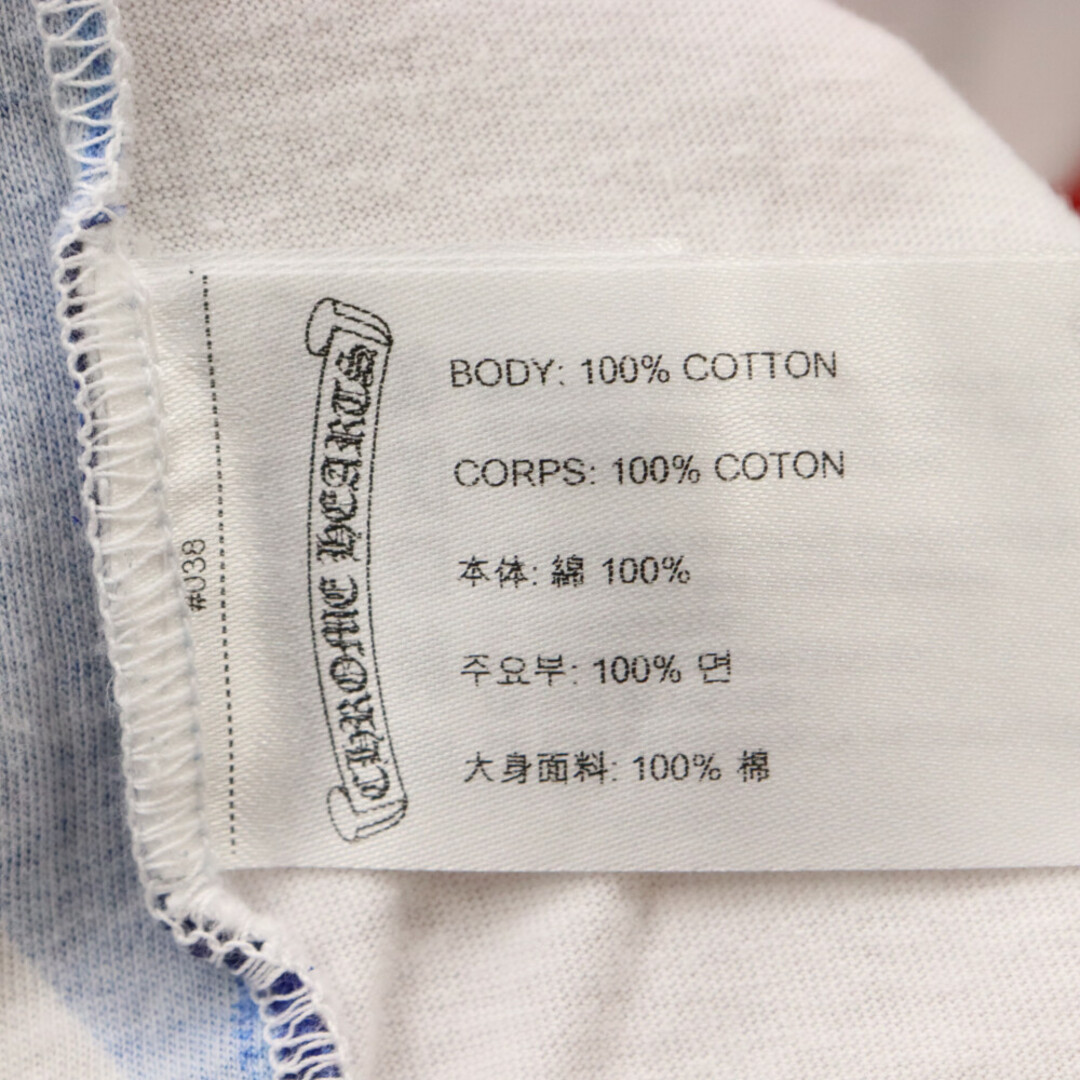 #038
CHROME HEARTS
BODY: 100% COTTON
CORPS: 100% COTON
本体: 綿 100%
주요부: 100% 면
大身面料: 100% 棉